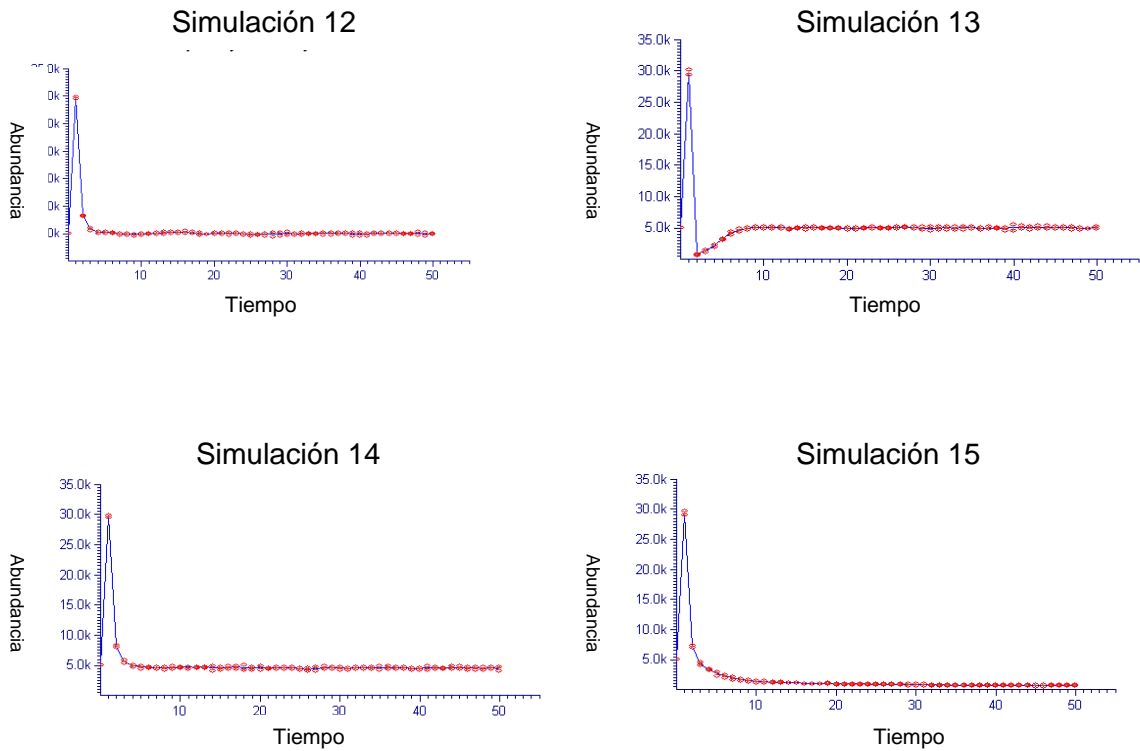 Simulación 12
Abundancia
10
20
30
40
50
Tiempo
Simulación 13
Abundancia
35.0k
30.0k
25.0k
20.0k
15.0k
10.0k
5.0k
10
20
30
40
50
Tiempo
Simulación 14
Abundancia
35.0k
30.0k
25.0k
20.0k
15.0k
10.0k
5.0k
10
20
30
40
50
Tiempo
Simulación 15
Abundancia
35.0k
30.0k
25.0k
20.0k
15.0k
10.0k
5.0k
10
20
30
40
50
Tiempo